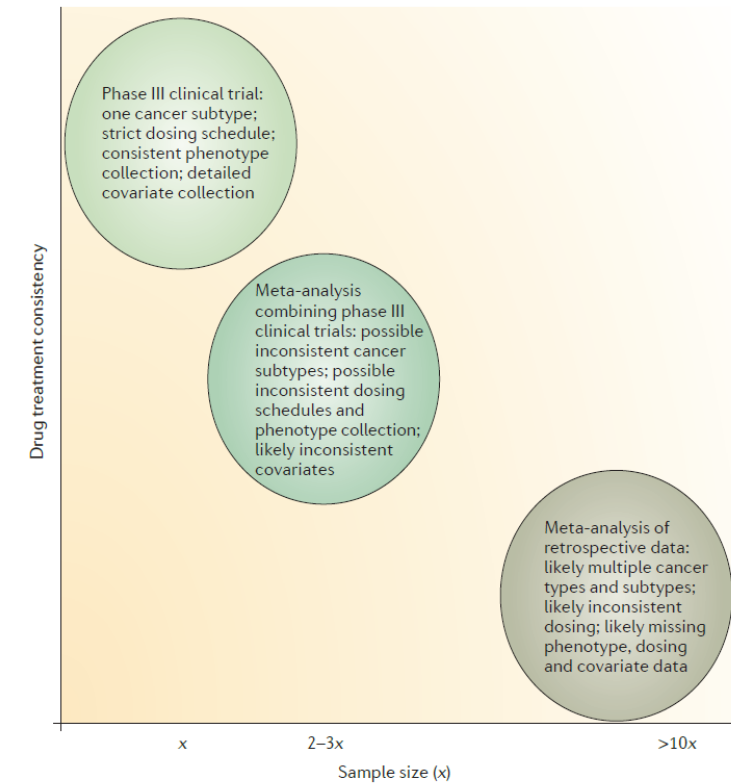 Phase III clinical trial:
one cancer subtype;
strict dosing schedule;
consistent phenotype
collection; detailed
covariate collection
Drug treatment consistency
Meta-analysis
combining phase III
clinical trials: possible
inconsistent cancer
subtypes; possible
inconsistent dosing
schedules and
phenotype collection;
likely inconsistent
covariates
Meta-analysis of
retrospective data:
likely multiple cancer
types and subtypes;
likely inconsistent
dosing; likely missing
phenotype, dosing
and covariate data
x
2–3x
>10x
Sample size (x)